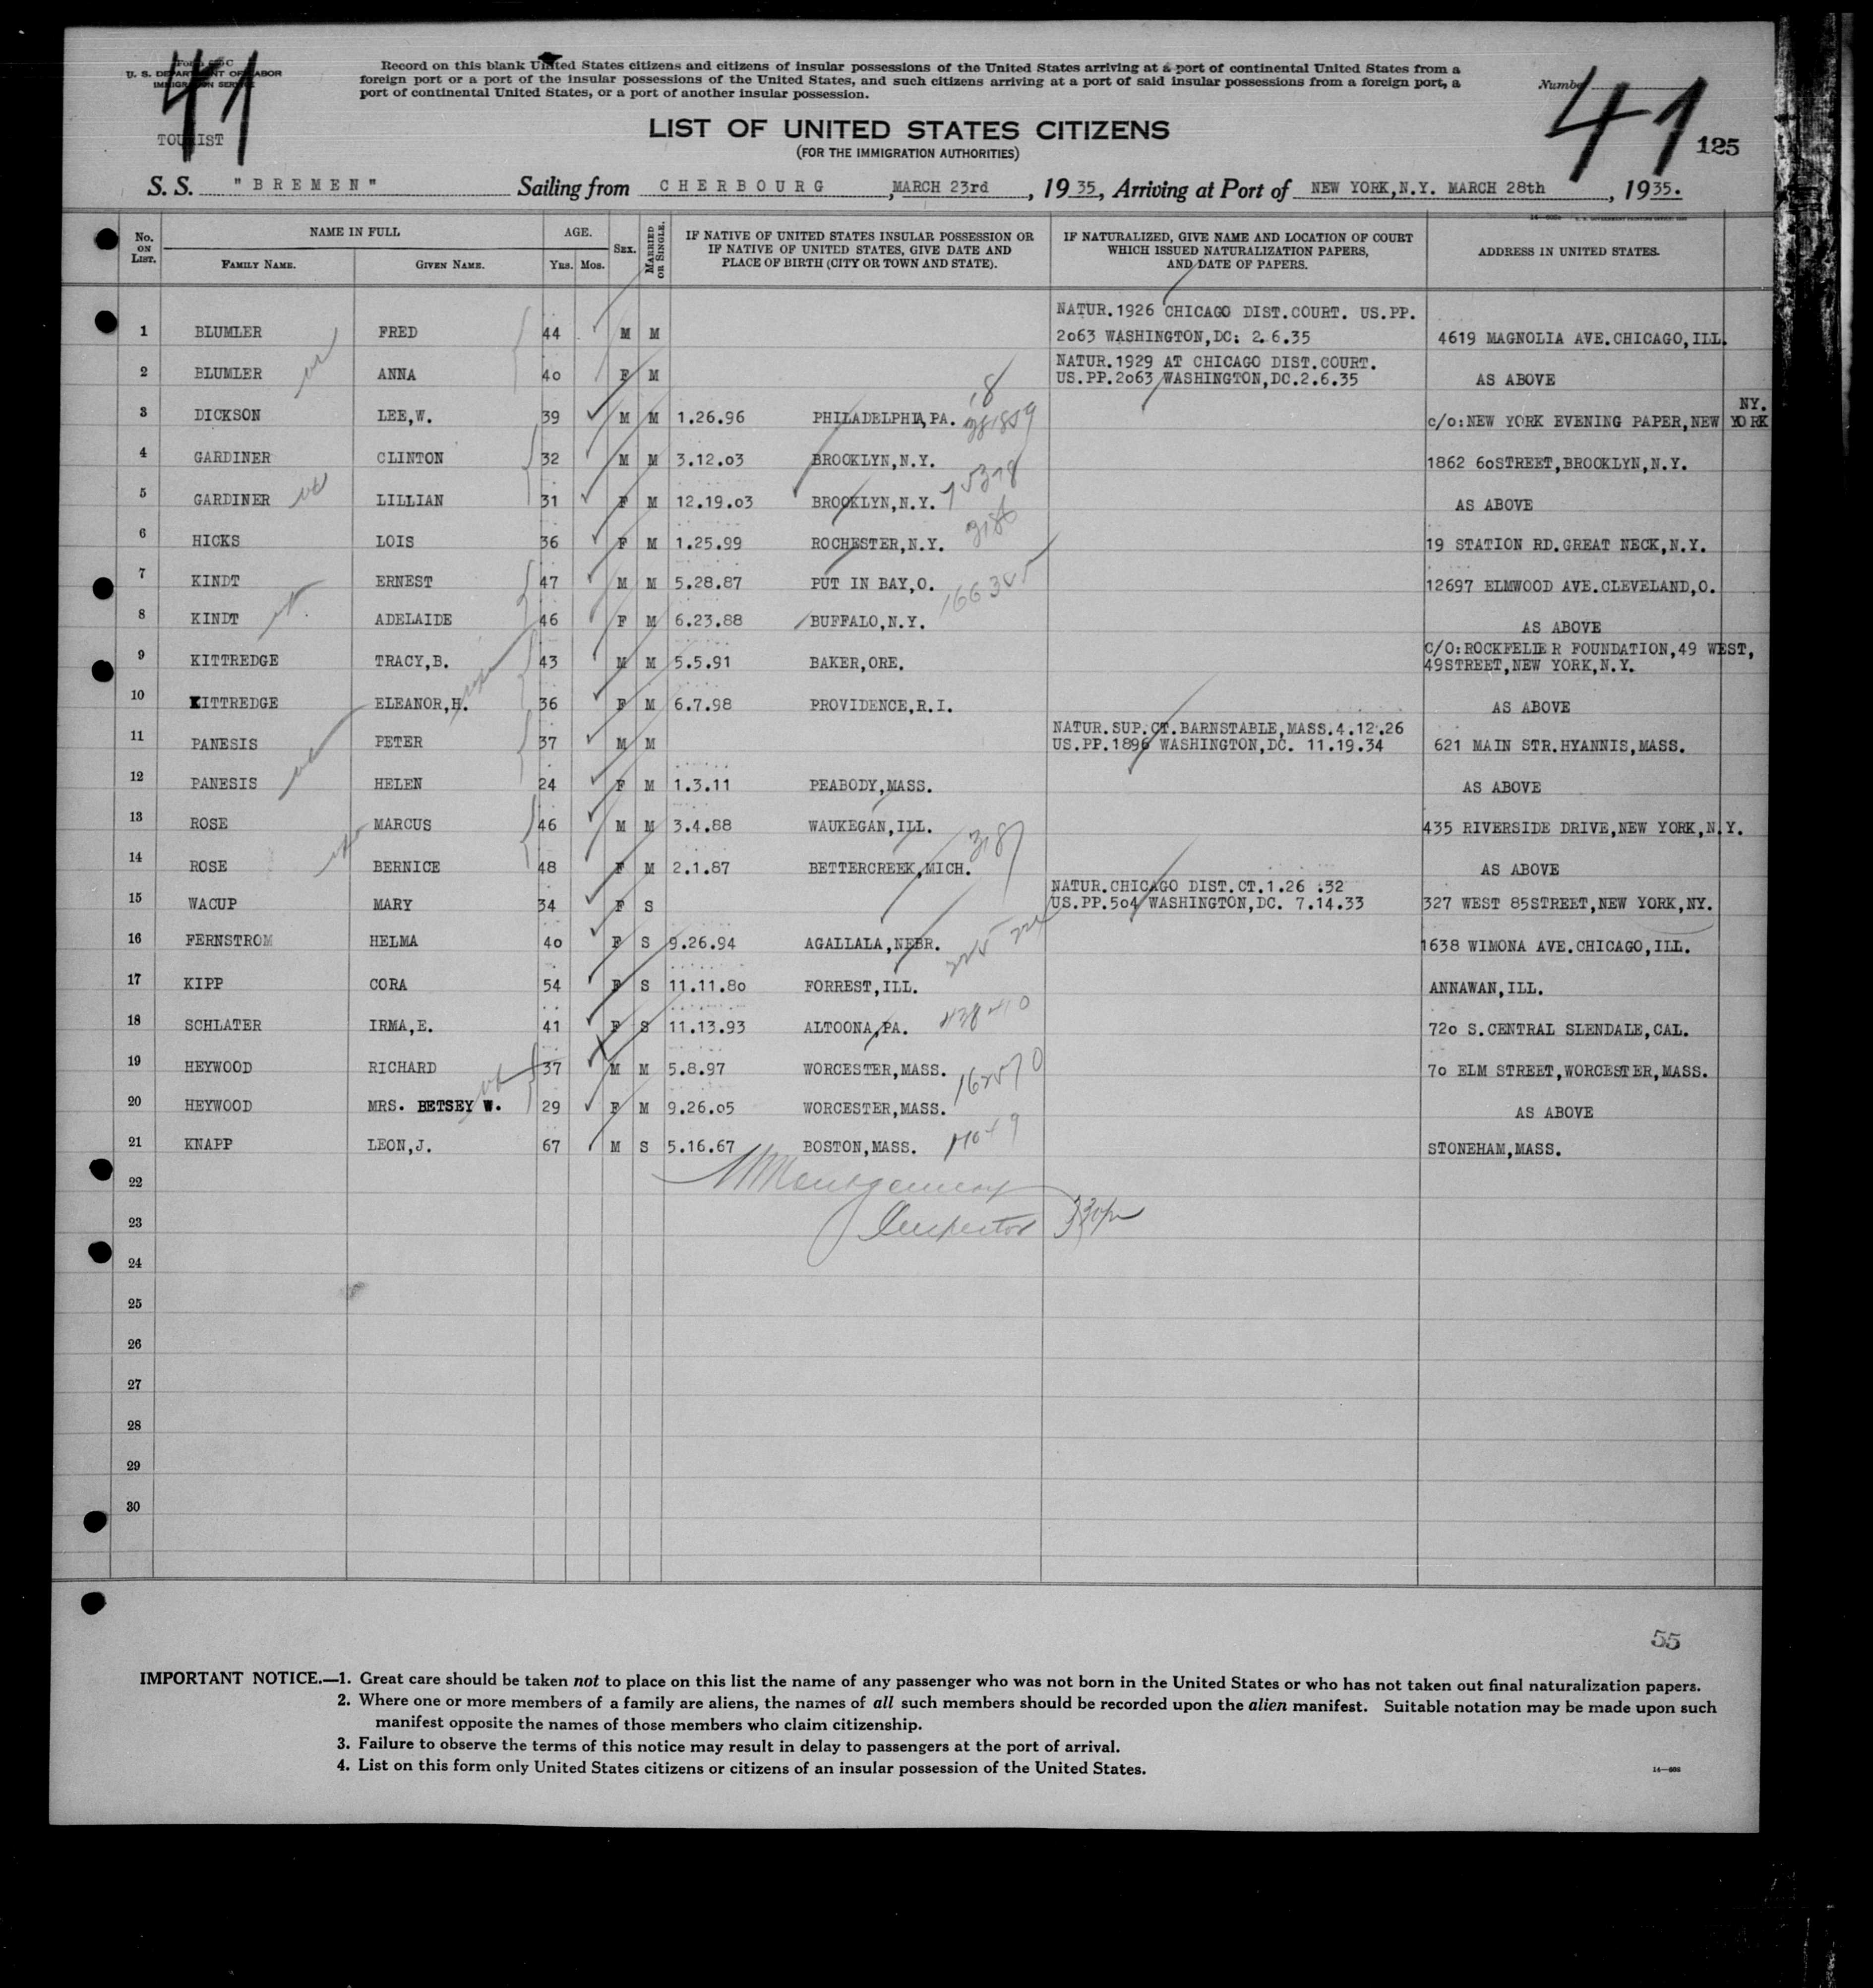 41
Form 630 C
U. S. DEPARTMENT OF LABOR
IMMIGRATION SERVICE
TOURIST
Record on this blank United States citizens and citizens of insular possessions of the United States arriving at a port of continental United States from a
foreign port or a port of the insular possessions of the United States, and such citizens arriving at a port of said insular possessions from a foreign port, a
port of continental United States, or a port of another insular possession.
Number
41
125
LIST OF UNITED STATES CITIZENS
(FOR THE IMMIGRATION AUTHORITIES)
S. S. "BREMEN" Sailing from CHERBOURG, MARCH 23rd, 1935, Arriving at Port of NEW YORK,N.Y. MARCH 28th, 1935.
No. ON LIST. NAME IN FULL FAMILY NAME. GIVEN NAME. AGE. YRS. MOS. SEX. MARRIED OR SINGLE. IF NATIVE OF UNITED STATES INSULAR POSSESSION OR IF NATIVE OF UNITED STATES, GIVE DATE AND PLACE OF BIRTH (CITY OR TOWN AND STATE). IF NATURALIZED, GIVE NAME AND LOCATION OF COURT WHICH ISSUED NATURALIZATION PAPERS, AND DATE OF PAPERS. ADDRESS IN UNITED STATES.
1 BLUMLER FRED 44 M M NATUR.1926 CHICAGO DIST.COURT. US.PP. 2063 WASHINGTON,DC: 2.6.35 4619 MAGNOLIA AVE.CHICAGO,ILL.
2 BLUMLER ANNA 40 F M NATUR.1929 AT CHICAGO DIST.COURT. US.PP.2063 WASHINGTON,DC.2.6.35 AS ABOVE
3 DICKSON LEE,W. 39 M M 1.26.96 PHILADELPHIA,PA. c/o:NEW YORK EVENING PAPER,NEW YORK NY.
4 GARDINER CLINTON 32 M M 3.12.03 BROOKLYN,N.Y. 1862 60STREET,BROOKLYN,N.Y.
5 GARDINER LILLIAN 31 F M 12.19.03 BROOKLYN,N.Y. AS ABOVE
6 HICKS LOIS 36 F M 1.25.99 ROCHESTER,N.Y. 19 STATION RD.GREAT NECK,N.Y.
7 KINDT ERNEST 47 M M 5.28.87 PUT IN BAY,O. 12697 ELMWOOD AVE.CLEVELAND,O.
8 KINDT ADELAIDE 46 F M 6.23.88 BUFFALO,N.Y. AS ABOVE
9 KITTREDGE TRACY,B. 43 M M 5.5.91 BAKER,ORE. C/O:ROCKFELIER FOUNDATION,49 WEST, 49STREET,NEW YORK,N.Y.
10 KITTREDGE ELEANOR,H. 36 F M 6.7.98 PROVIDENCE,R.I. AS ABOVE
11 PANESIS PETER 37 M M NATUR.SUP.CT.BARNSTABLE,MASS.4.12.26 US.PP.1896 WASHINGTON,DC. 11.19.34 621 MAIN STR.HYANNIS,MASS.
12 PANESIS HELEN 24 F M 1.3.11 PEABODY,MASS. AS ABOVE
13 ROSE MARCUS 46 M M 3.4.88 WAUKEGAN,ILL. 435 RIVERSIDE DRIVE,NEW YORK,N.Y.
14 ROSE BERNICE 48 F M 2.1.87 BETTERCREEK,MICH. 318 AS ABOVE
15 WACUP MARY 34 F S NATUR.CHICAGO DIST.CT.1.26 .32 US.PP.504 WASHINGTON,DC. 7.14.33 327 WEST 85STREET,NEW YORK,NY.
16 FERNSTROM HELMA 40 F S 9.26.94 AGALLALA,NEBR. 1638 WIMONA AVE.CHICAGO,ILL.
17 KIPP CORA 54 F S 11.11.80 FORREST,ILL. ANNAWAN,ILL.
18 SCHLATER IRMA,E. 41 F S 11.13.93 ALTOONA,PA. 720 S.CENTRAL SLENDALE,CAL.
19 HEYWOOD RICHARD 37 M M 5.8.97 WORCESTER,MASS. 70 ELM STREET,WORCESTER,MASS.
20 HEYWOOD MRS. BETSEY W. 29 F M 9.26.05 WORCESTER,MASS. AS ABOVE
21 KNAPP LEON,J. 67 M S 5.16.67 BOSTON,MASS. STONEHAM,MASS.
22 Montgomery
23 Inspector
24
25
26
27
28
29
30
55
IMPORTANT NOTICE.—1. Great care should be taken not to place on this list the name of any passenger who was not born in the United States or who has not taken out final naturalization papers.
2. Where one or more members of a family are aliens, the names of all such members should be recorded upon the alien manifest. Suitable notation may be made upon such
manifest opposite the names of those members who claim citizenship.
3. Failure to observe the terms of this notice may result in delay to passengers at the port of arrival.
4. List on this form only United States citizens or citizens of an insular possession of the United States.